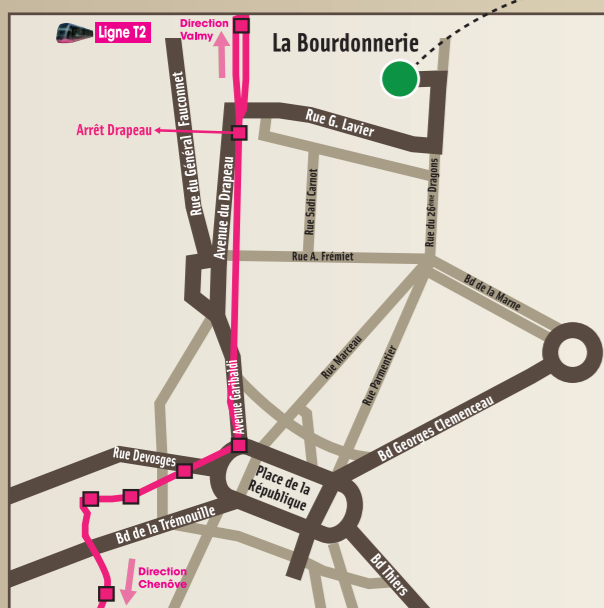 Ligne T2
Direction
Valmy
La Bourdonnerie
Rue du Général Fauconnet
Arrêt Drapeau
Rue G. Lavier
Avenue du Drapeau
Rue Sadi Carnot
Rue du 26ème Dragons
Rue A. Frémiet
Bd de la Marne
Rue Marceau
Rue Parmentier
Avenue Garibaldi
Bd Georges Clemenceau
Rue Devosges
Place de la
République
Bd de la Trémouille
Direction
Chenôve
Bd Thiers